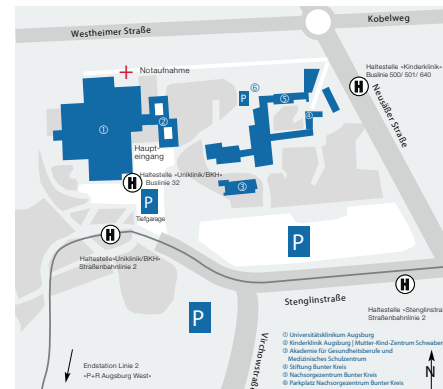 Westheimer Straße
Kobelweg
Notaufnahme
Haltestelle »Kinderklinik«
Buslinie 500/ 501/ 640
Neusäßer Straße
P
⑥
⑤
④
①
②
Haupt-
eingang
③
H
Haltestelle »Uniklinik/BKH«
Buslinie 32
P
Tiefgarage
H
Haltestelle»Uniklinik/BKH«
Straßenbahnlinie 2
P
H
Stenglinstraße
Haltestelle »Stenglinstra
Straßenbahnlinie 2
P
Virchowstraße
Endstation Linie 2
»P+R Augsburg West«
① Universitätsklinikum Augsburg
② Kinderklinik Augsburg | Mutter-Kind-Zentrum Schwaben
③ Akademie für Gesundheitsberufe und
Medizinisches Schulzentrum
④ Stiftung Bunter Kreis
⑤ Nachsorgezentrum Bunter Kreis
⑥ Parkplatz Nachsorgezentrum Bunter Kreis
N
H